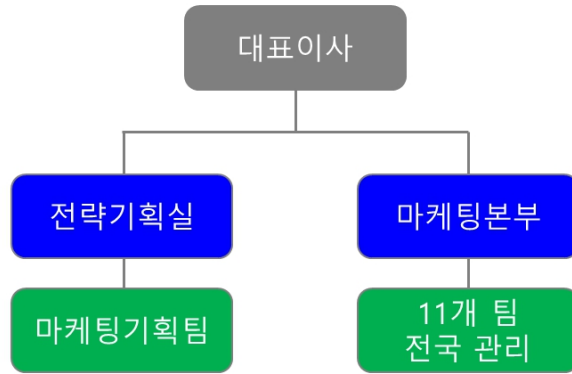 대표이사
전략기획실
마케팅본부
마케팅기획팀
11개 팀
전국 관리